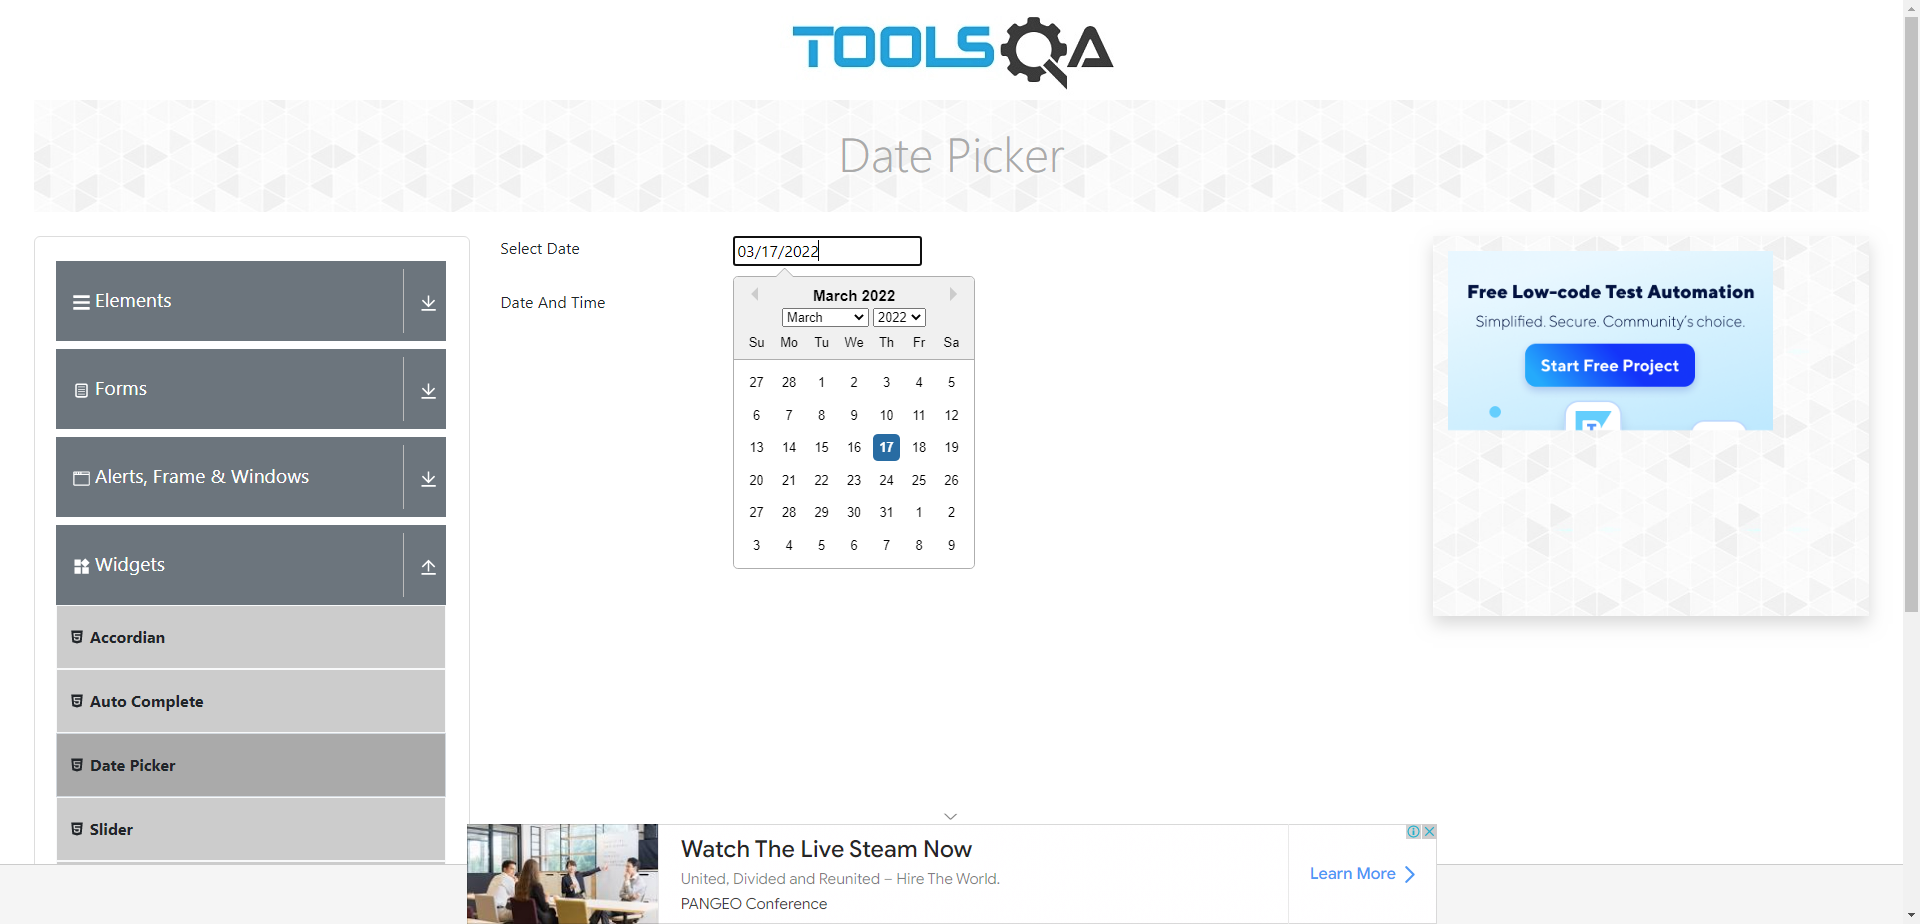 TOOLSQA
Date Picker
Elements
Forms
Alerts, Frame & Windows
Widgets
Accordian
Auto Complete
Date Picker
Slider
Select Date
03/17/2022
Date And Time
March 2022
March 2022
Su Mo Tu We Th Fr Sa
27 28 1 2 3 4 5
6 7 8 9 10 11 12
13 14 15 16 17 18 19
20 21 22 23 24 25 26
27 28 29 30 31 1 2
3 4 5 6 7 8 9
Free Low-code Test Automation
Simplified. Secure. Community's choice.
Start Free Project
T
Watch The Live Steam Now
United, Divided and Reunited – Hire The World.
PANGEO Conference
Learn More